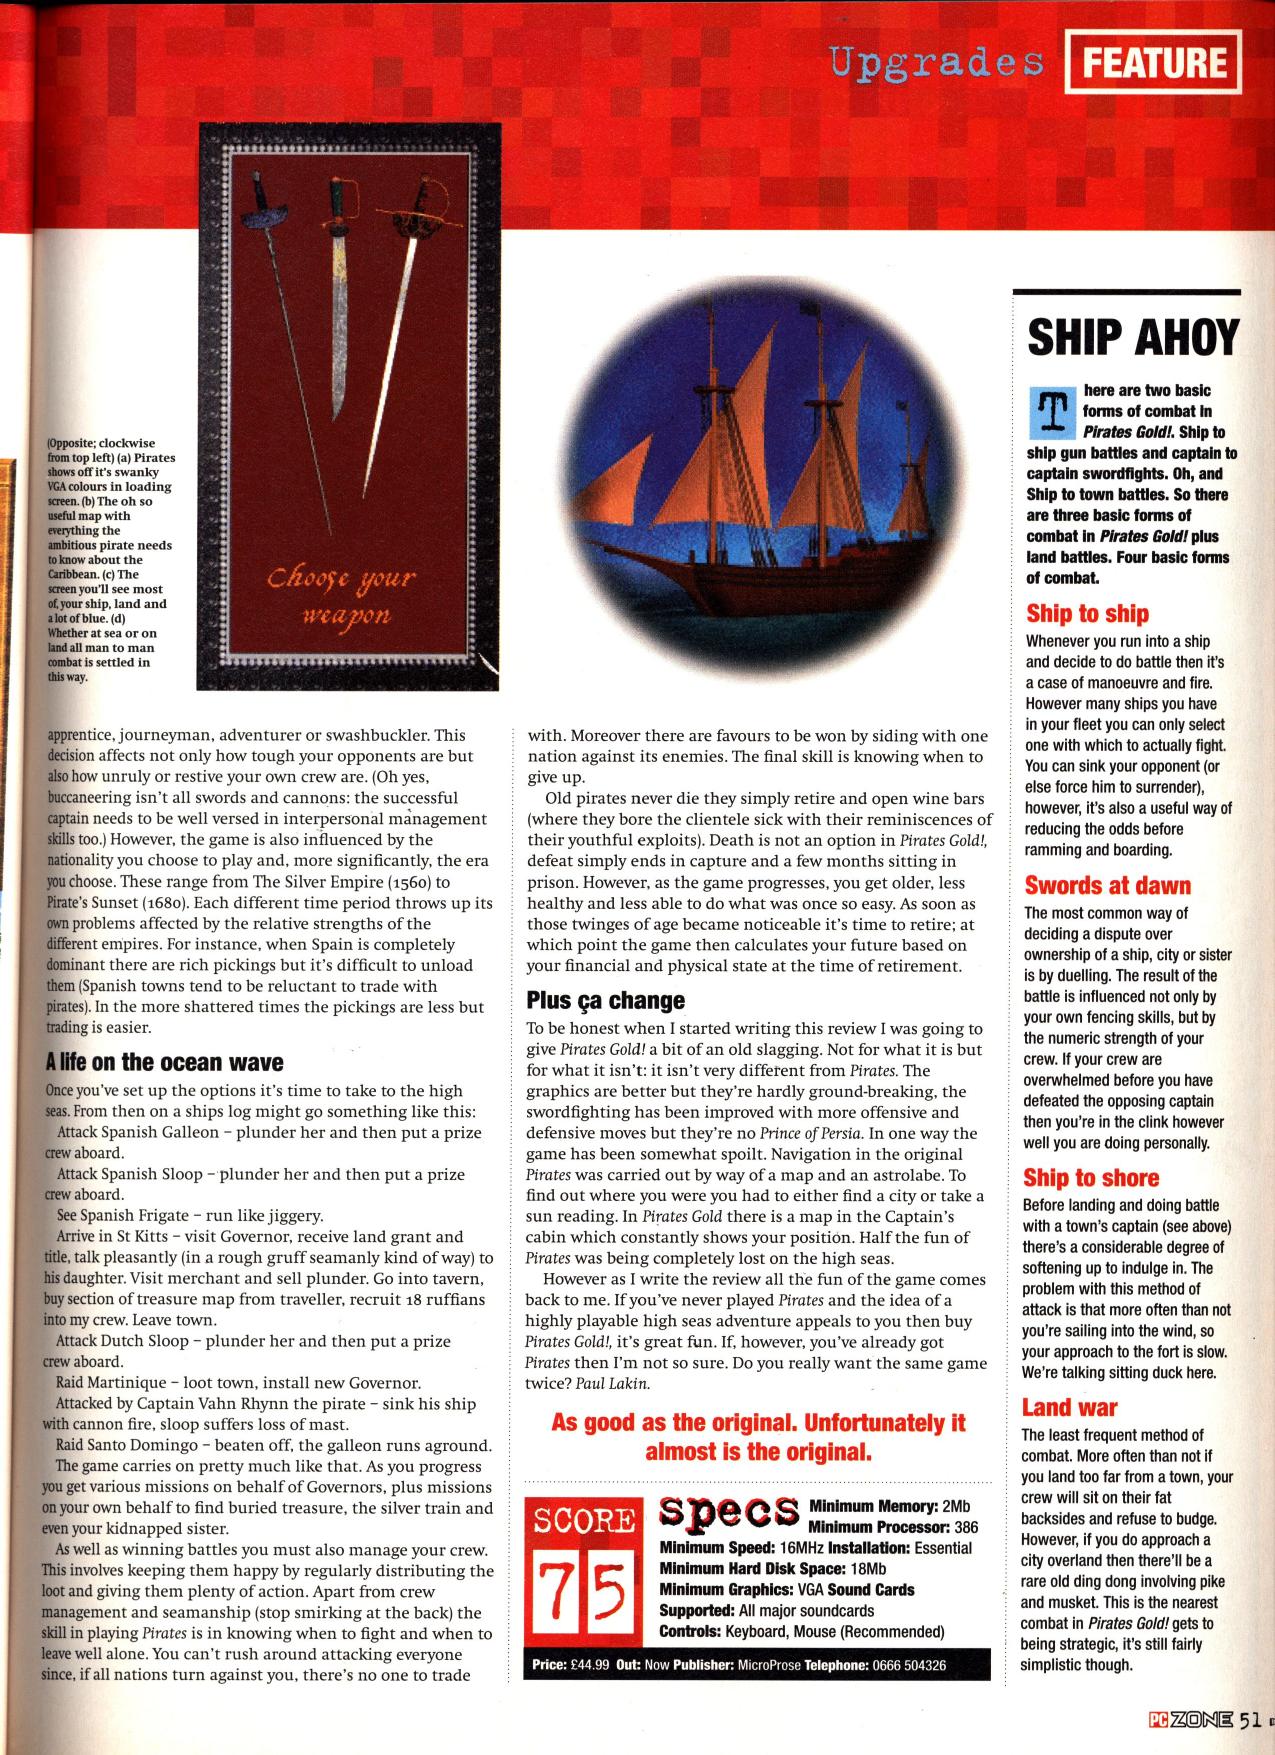 Upgrades FEATURE
Choose your
weapon
(Opposite; clockwise
from top left) (a) Pirates
shows off it's swanky
VGA colours in loading
screen. (b) The oh so
useful map with
everything the
ambitious pirate needs
to know about the
Caribbean. (c) The
screen you'll see most
of, your ship, land and
a lot of blue. (d)
Whether at sea or on
land all man to man
combat is settled in
this way.
apprentice, journeyman, adventurer or swashbuckler. This
decision affects not only how tough your opponents are but
also how unruly or restive your own crew are. (Oh yes,
buccaneering isn't all swords and cannons: the successful
captain needs to be well versed in interpersonal management
skills too.) However, the game is also influenced by the
nationality you choose to play and, more significantly, the era
you choose. These range from The Silver Empire (1560) to
Pirate's Sunset (1680). Each different time period throws up its
own problems affected by the relative strengths of the
different empires. For instance, when Spain is completely
dominant there are rich pickings but it's difficult to unload
them (Spanish towns tend to be reluctant to trade with
pirates). In the more shattered times the pickings are less but
trading is easier.
A life on the ocean wave
Once you've set up the options it's time to take to the high
seas. From then on a ships log might go something like this:
Attack Spanish Galleon – plunder her and then put a prize
crew aboard.
Attack Spanish Sloop – plunder her and then put a prize
crew aboard.
See Spanish Frigate – run like jiggery.
Arrive in St Kitts – visit Governor, receive land grant and
title, talk pleasantly (in a rough gruff seamanly kind of way) to
his daughter. Visit merchant and sell plunder. Go into tavern,
buy section of treasure map from traveller, recruit 18 ruffians
into my crew. Leave town.
Attack Dutch Sloop – plunder her and then put a prize
crew aboard.
Raid Martinique – loot town, install new Governor.
Attacked by Captain Vahn Rhynn the pirate – sink his ship
with cannon fire, sloop suffers loss of mast.
Raid Santo Domingo – beaten off, the galleon runs aground.
The game carries on pretty much like that. As you progress
you get various missions on behalf of Governors, plus missions
on your own behalf to find buried treasure, the silver train and
even your kidnapped sister.
As well as winning battles you must also manage your crew.
This involves keeping them happy by regularly distributing the
loot and giving them plenty of action. Apart from crew
management and seamanship (stop smirking at the back) the
skill in playing Pirates is in knowing when to fight and when to
leave well alone. You can't rush around attacking everyone
since, if all nations turn against you, there's no one to trade
with. Moreover there are favours to be won by siding with one
nation against its enemies. The final skill is knowing when to
give up.
Old pirates never die they simply retire and open wine bars
(where they bore the clientele sick with their reminiscences of
their youthful exploits). Death is not an option in Pirates Gold!,
defeat simply ends in capture and a few months sitting in
prison. However, as the game progresses, you get older, less
healthy and less able to do what was once so easy. As soon as
those twinges of age became noticeable it's time to retire; at
which point the game then calculates your future based on
your financial and physical state at the time of retirement.
Plus ça change
To be honest when I started writing this review I was going to
give Pirates Gold! a bit of an old slagging. Not for what it is but
for what it isn't: it isn't very different from Pirates. The
graphics are better but they're hardly ground-breaking, the
swordfighting has been improved with more offensive and
defensive moves but they're no Prince of Persia. In one way the
game has been somewhat spoilt. Navigation in the original
Pirates was carried out by way of a map and an astrolabe. To
find out where you were you had to either find a city or take a
sun reading. In Pirates Gold there is a map in the Captain's
cabin which constantly shows your position. Half the fun of
Pirates was being completely lost on the high seas.
However as I write the review all the fun of the game comes
back to me. If you've never played Pirates and the idea of a
highly playable high seas adventure appeals to you then buy
Pirates Gold!, it's great fun. If, however, you've already got
Pirates then I'm not so sure. Do you really want the same game
twice? Paul Lakin.
As good as the original. Unfortunately it
almost is the original.
SCORE
75
specs Minimum Memory: 2Mb
Minimum Processor: 386
Minimum Speed: 16MHz Installation: Essential
Minimum Hard Disk Space: 18Mb
Minimum Graphics: VGA Sound Cards
Supported: All major soundcards
Controls: Keyboard, Mouse (Recommended)
Price: £44.99 Out: Now Publisher: MicroProse Telephone: 0666 504326
SHIP AHOY
There are two basic
forms of combat in
Pirates Gold!. Ship to
ship gun battles and captain to
captain swordfights. Oh, and
Ship to town battles. So there
are three basic forms of
combat in Pirates Gold! plus
land battles. Four basic forms
of combat.
Ship to ship
Whenever you run into a ship
and decide to do battle then it's
a case of manoeuvre and fire.
However many ships you have
in your fleet you can only select
one with which to actually fight.
You can sink your opponent (or
else force him to surrender),
however, it's also a useful way of
reducing the odds before
ramming and boarding.
Swords at dawn
The most common way of
deciding a dispute over
ownership of a ship, city or sister
is by duelling. The result of the
battle is influenced not only by
your own fencing skills, but by
the numeric strength of your
crew. If your crew are
overwhelmed before you have
defeated the opposing captain
then you're in the clink however
well you are doing personally.
Ship to shore
Before landing and doing battle
with a town's captain (see above)
there's a considerable degree of
softening up to indulge in. The
problem with this method of
attack is that more often than not
you're sailing into the wind, so
your approach to the fort is slow.
We're talking sitting duck here.
Land war
The least frequent method of
combat. More often than not if
you land too far from a town, your
crew will sit on their fat
backsides and refuse to budge.
However, if you do approach a
city overland then there'll be a
rare old ding dong involving pike
and musket. This is the nearest
combat in Pirates Gold! gets to
being strategic, it's still fairly
simplistic though.
PC ZONE 51